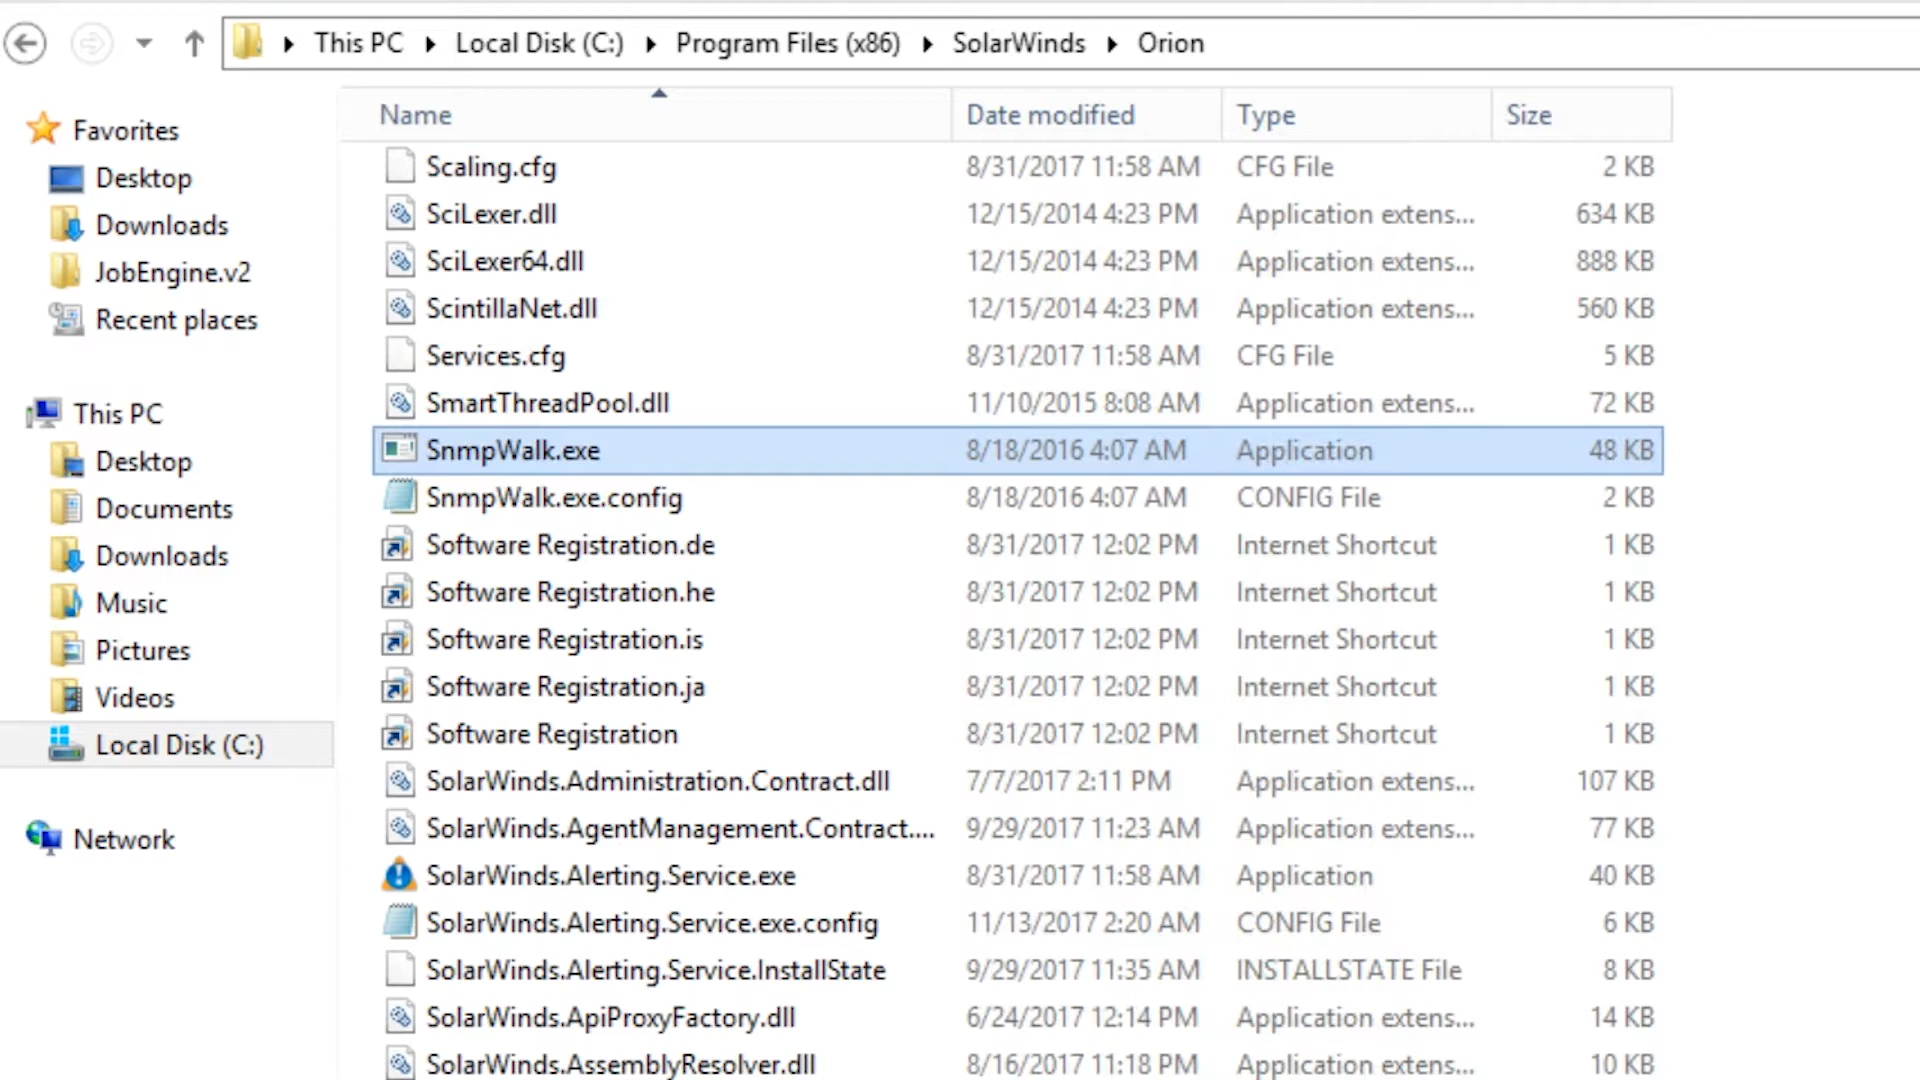 This PC Local Disk (C:) Program Files (x86) SolarWinds Orion
Name Date modified Type Size
Favorites
Desktop
Downloads
JobEngine.v2
Recent places
This PC
Desktop
Documents
Downloads
Music
Pictures
Videos
Local Disk (C:)
Network
Scaling.cfg 8/31/2017 11:58 AM CFG File 2 KB
SciLexer.dll 12/15/2014 4:23 PM Application extens... 634 KB
SciLexer64.dll 12/15/2014 4:23 PM Application extens... 888 KB
ScintillaNet.dll 12/15/2014 4:23 PM Application extens... 560 KB
Services.cfg 8/31/2017 11:58 AM CFG File 5 KB
SmartThreadPool.dll 11/10/2015 8:08 AM Application extens... 72 KB
SnmpWalk.exe 8/18/2016 4:07 AM Application 48 KB
SnmpWalk.exe.config 8/18/2016 4:07 AM CONFIG File 2 KB
Software Registration.de 8/31/2017 12:02 PM Internet Shortcut 1 KB
Software Registration.he 8/31/2017 12:02 PM Internet Shortcut 1 KB
Software Registration.is 8/31/2017 12:02 PM Internet Shortcut 1 KB
Software Registration.ja 8/31/2017 12:02 PM Internet Shortcut 1 KB
Software Registration 8/31/2017 12:02 PM Internet Shortcut 1 KB
SolarWinds.Administration.Contract.dll 7/7/2017 2:11 PM Application extens... 107 KB
SolarWinds.AgentManagement.Contract.... 9/29/2017 11:23 AM Application extens... 77 KB
SolarWinds.Alerting.Service.exe 8/31/2017 11:58 AM Application 40 KB
SolarWinds.Alerting.Service.exe.config 11/13/2017 2:20 AM CONFIG File 6 KB
SolarWinds.Alerting.Service.InstallState 9/29/2017 11:35 AM INSTALLSTATE File 8 KB
SolarWinds.ApiProxyFactory.dll 6/24/2017 12:14 PM Application extens... 14 KB
SolarWinds.AssemblyResolver.dll 8/16/2017 11:18 PM Application extens... 10 KB